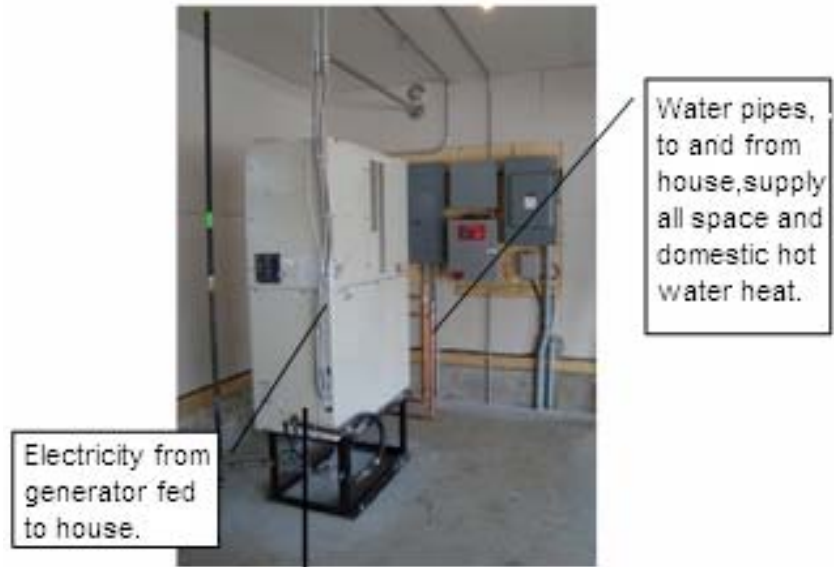 Water pipes,
to and from
house,supply
all space and
domestic hot
water heat.
Electricity from
generator fed
to house.